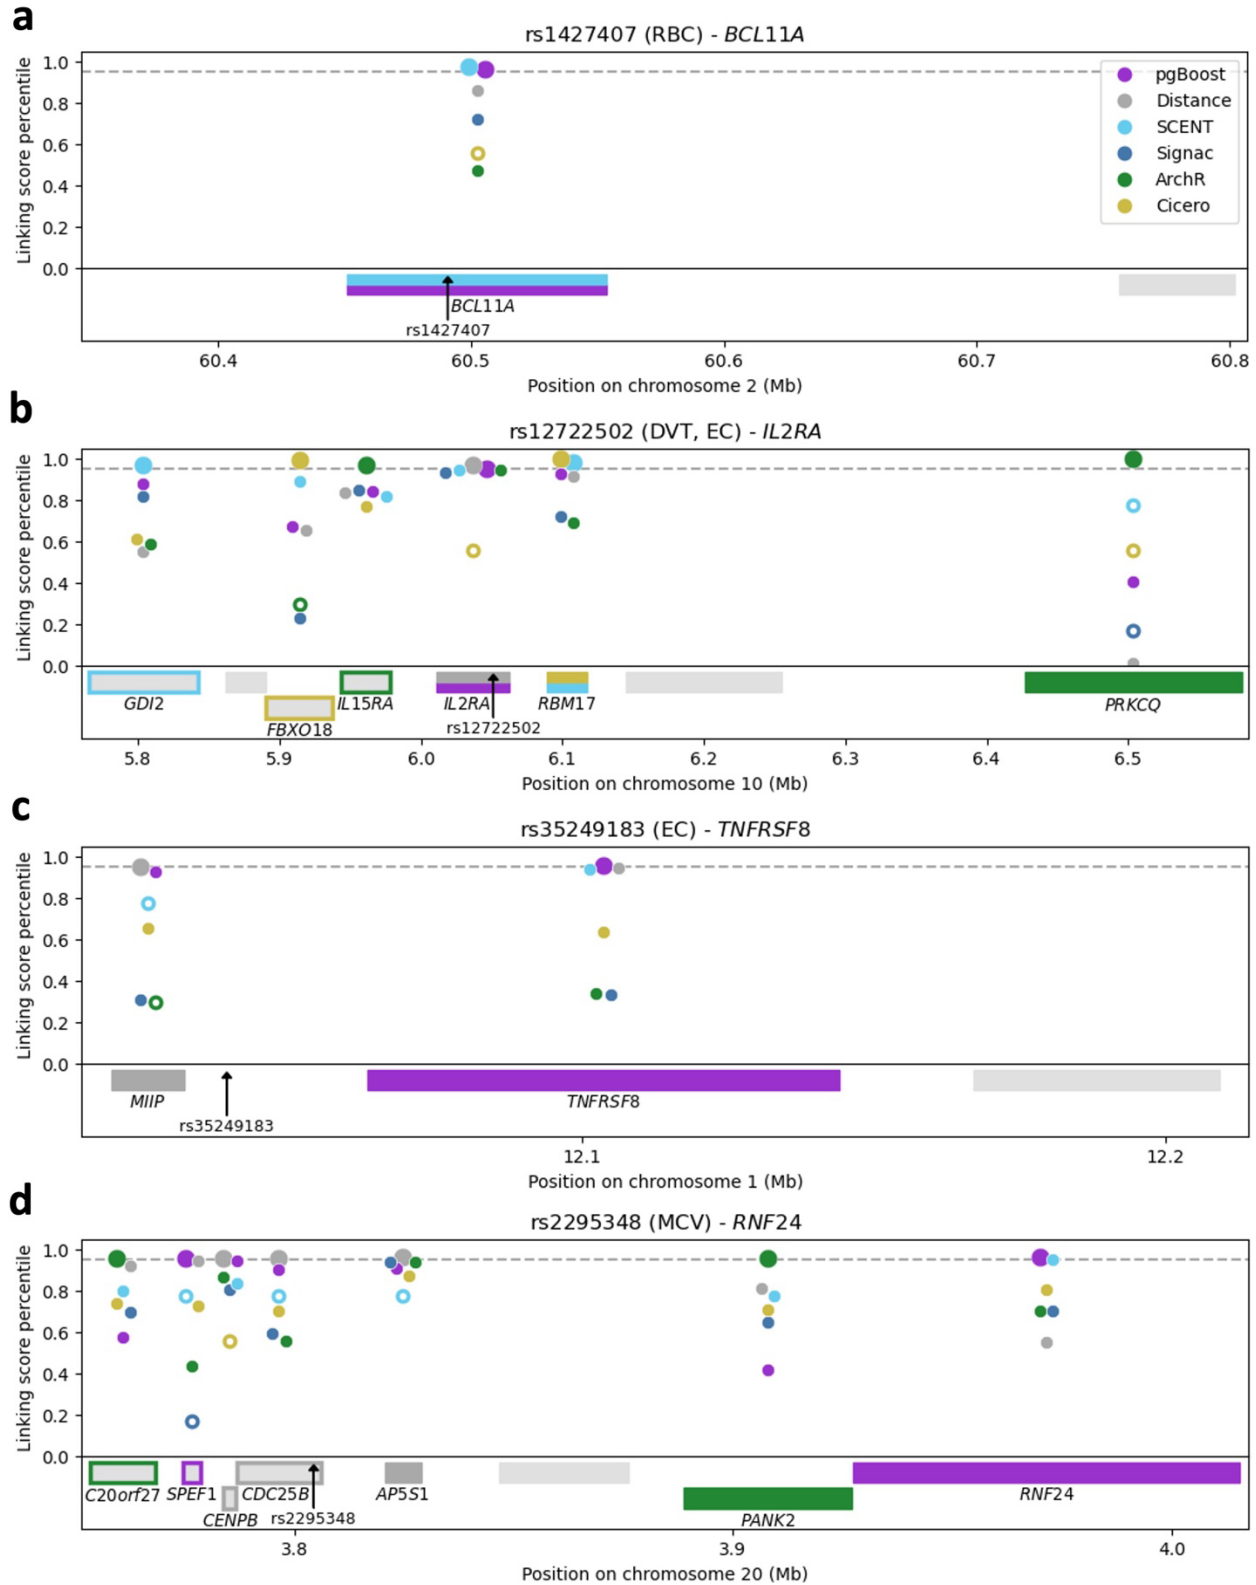 a
rs1427407 (RBC) - BCL11A
Linking score percentile
1.0
0.8
0.6
0.4
0.2
0.0
pgBoost
Distance
SCENT
Signac
ArchR
Cicero
BCL11A
rs1427407
60.4 60.5 60.6 60.7 60.8
Position on chromosome 2 (Mb)
b
rs12722502 (DVT, EC) - IL2RA
Linking score percentile
1.0
0.8
0.6
0.4
0.2
0.0
GDI2 IL15RA IL2RA RBM17 PRKCQ
FBXO18 rs12722502
5.8 5.9 6.0 6.1 6.2 6.3 6.4 6.5
Position on chromosome 10 (Mb)
c
rs35249183 (EC) - TNFRSF8
Linking score percentile
1.0
0.8
0.6
0.4
0.2
0.0
MIIP TNFRSF8
rs35249183
12.1 12.2
Position on chromosome 1 (Mb)
d
rs2295348 (MCV) - RNF24
Linking score percentile
1.0
0.8
0.6
0.4
0.2
0.0
C20orf27 SPEF1 CDC25B AP5S1 RNF24
CENPB rs2295348 PANK2
3.8 3.9 4.0
Position on chromosome 20 (Mb)